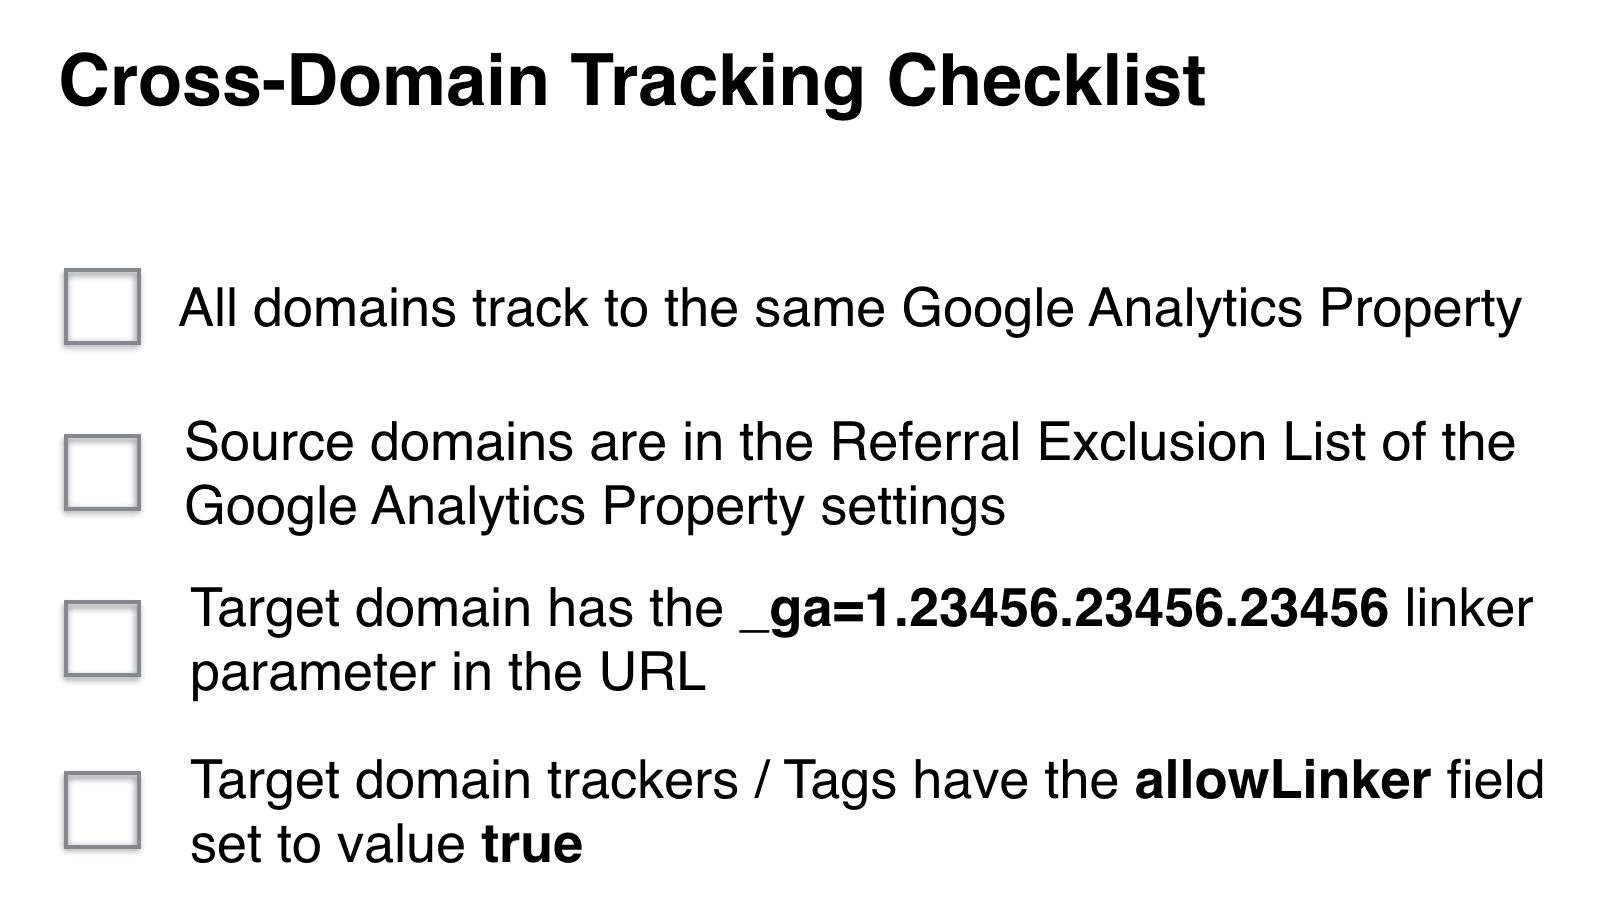 Cross-Domain Tracking Checklist
All domains track to the same Google Analytics Property
Source domains are in the Referral Exclusion List of the
Google Analytics Property settings
Target domain has the _ga=1.23456.23456.23456 linker
parameter in the URL
Target domain trackers / Tags have the allowLinker field
set to value true